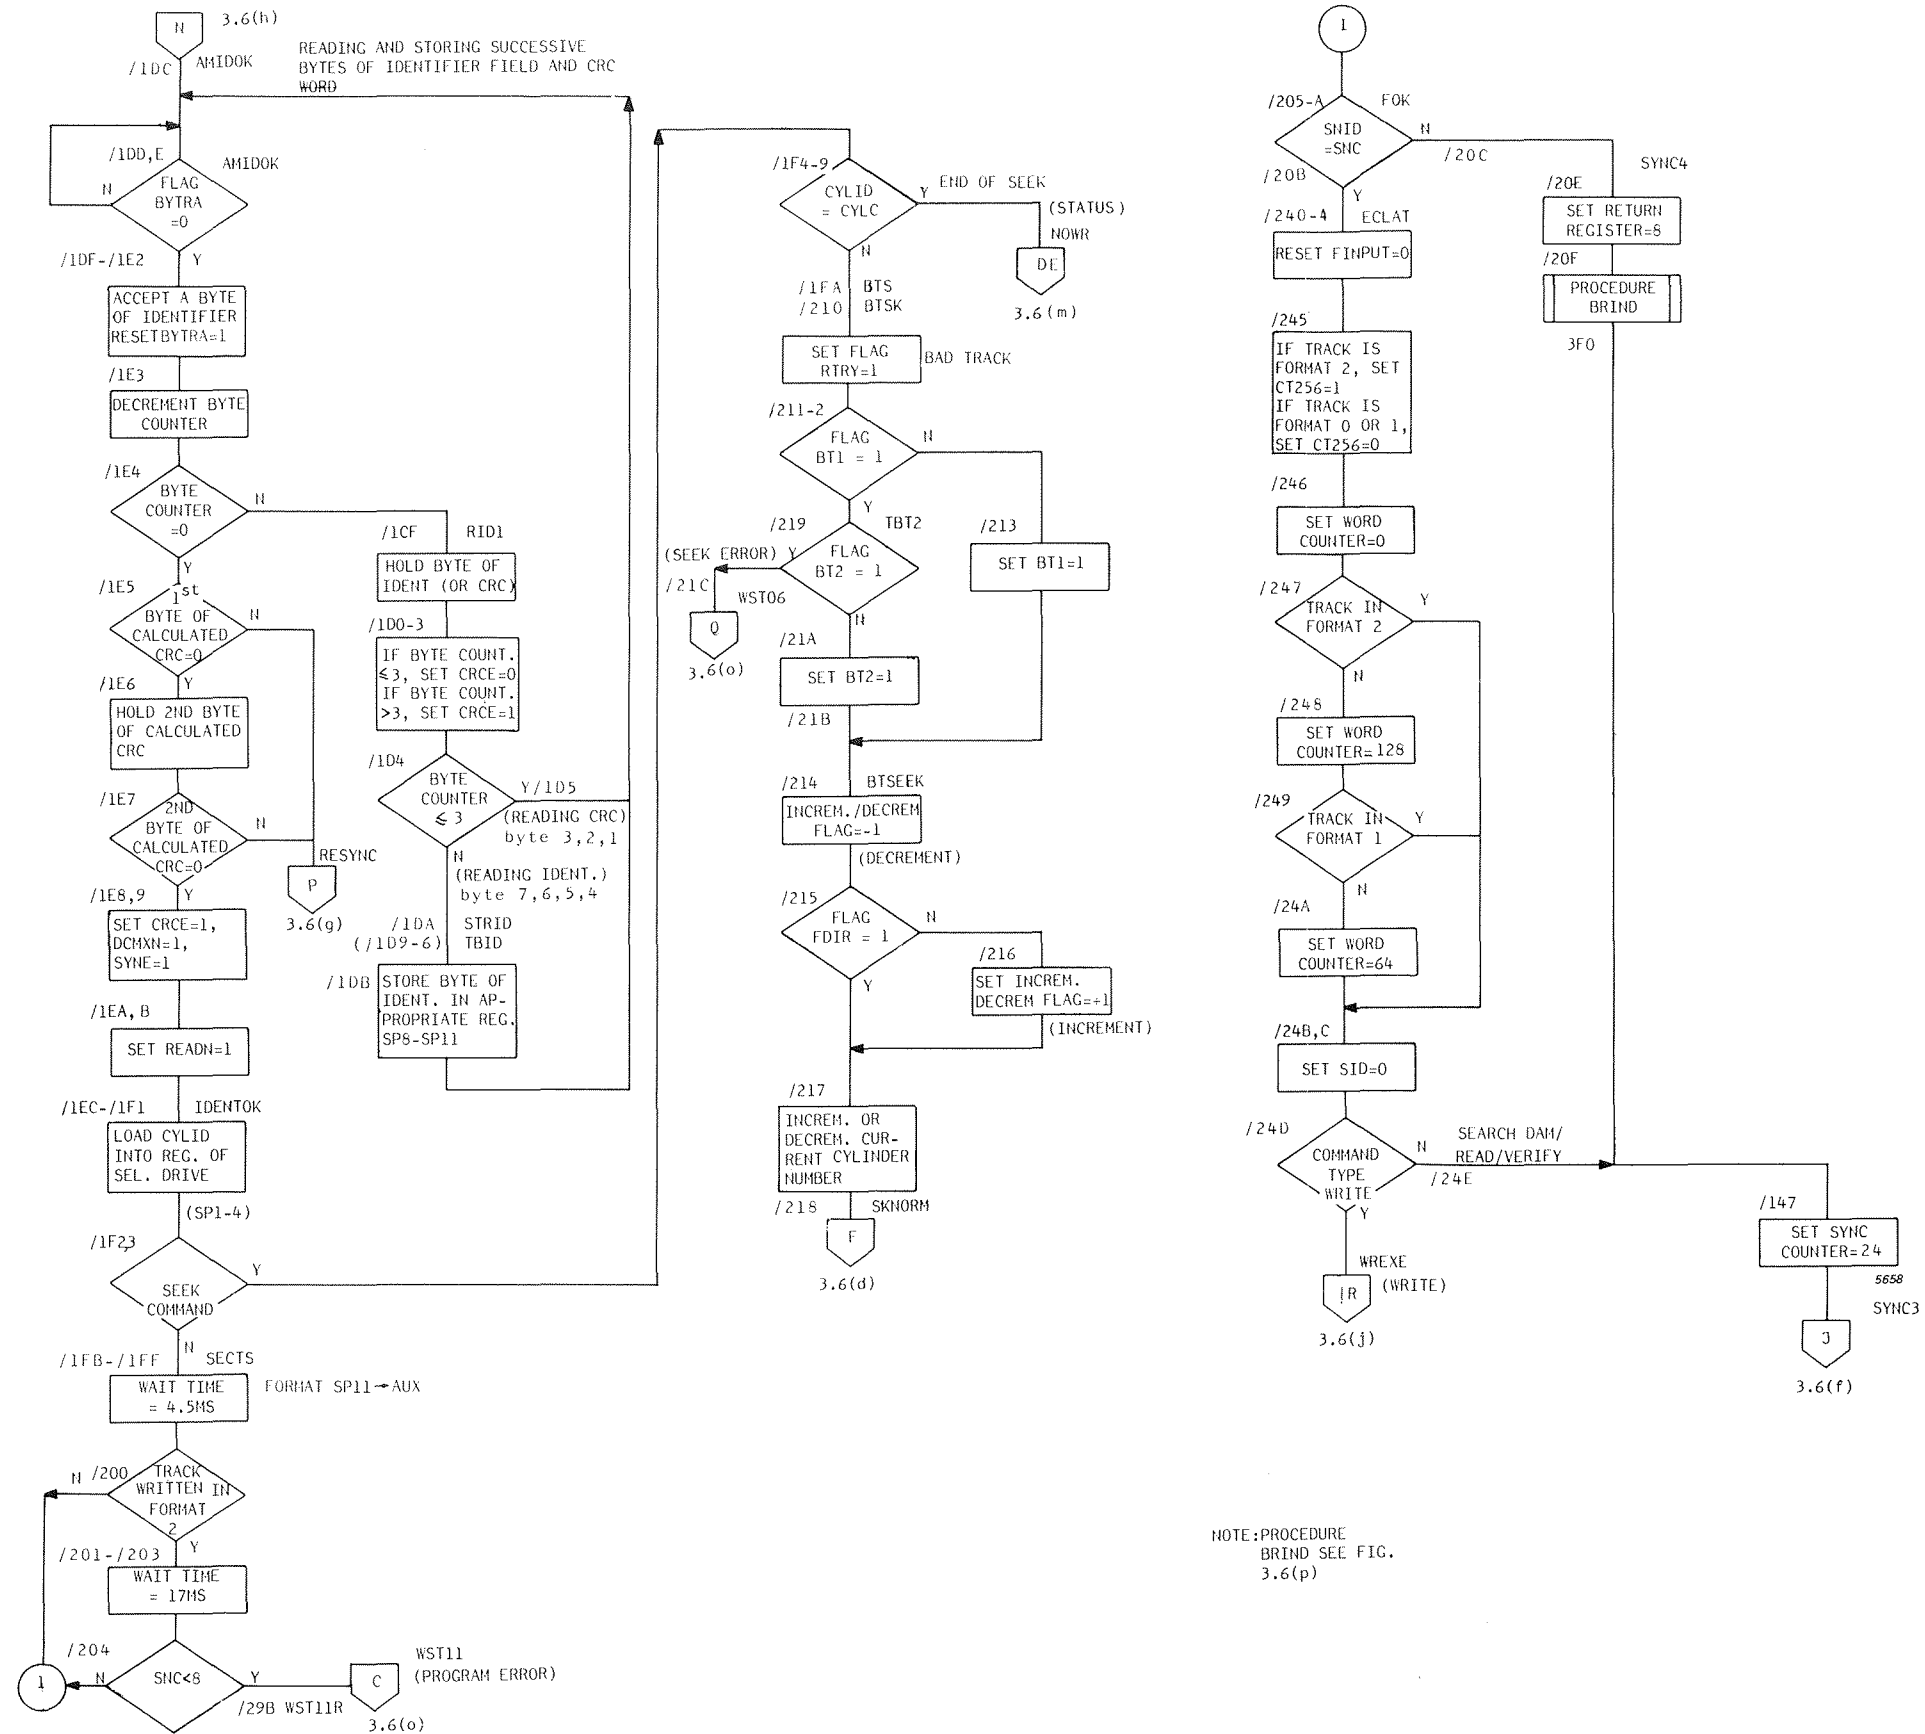 N
3.6(h)
/1DC
AMIDOK
READING AND STORING SUCCESSIVE
BYTES OF IDENTIFIER FIELD AND CRC
WORD
/1DD,E
AMIDOK
N
FLAG
BYTRA
=0
/1DF-/1E2
Y
ACCEPT A BYTE
OF IDENTIFIER
RESETBYTRA=1
/1E3
DECREMENT BYTE
COUNTER
/1E4
BYTE
COUNTER
=0
N
Y
/1E5
1st
BYTE OF
CALCULATED
CRC=0
N
/1E6
Y
HOLD 2ND BYTE
OF CALCULATED
CRC
/1E7
2ND
BYTE OF
CALCULATED
CRC=0
N
RESYNC
P
3.6(g)
/1E8,9
Y
SET CRCE=1,
DCMXN=1,
SYNE=1
/1EA,B
SET READN=1
/1EC-/1F1
IDENTOK
LOAD CYLID
INTO REG. OF
SEL. DRIVE
(SP1-4)
/1F2,3
SEEK
COMMAND
Y
N
/1FB-/1FF
SECTS
WAIT TIME
= 4.5MS
FORMAT SP11→AUX
N
/200
TRACK
WRITTEN IN
FORMAT
2
Y
/201-/203
WAIT TIME
= 17MS
/204
SNC<8
N
Y
1
/29B WST11R
C
WST11
(PROGRAM ERROR)
3.6(o)
/1CF
RID1
HOLD BYTE OF
IDENT (OR CRC)
/1D0-3
IF BYTE COUNT.
≤3, SET CRCE=0
IF BYTE COUNT.
>3, SET CRCE=1
/1D4
BYTE
COUNTER
≤ 3
Y/1D5
(READING CRC)
byte 3,2,1
N
(READING IDENT.)
byte 7,6,5,4
/1DA
STRID
(/1D9-6)
TBID
/1DB
STORE BYTE OF
IDENT. IN AP-
PROPRIATE REG.
SP8-SP11
/1F4-9
CYLID
= CYLC
Y
END OF SEEK
(STATUS)
NOWR
DE
3.6(m)
N
/1FA
BTS
/210
BTSK
SET FLAG
RTRY=1
BAD TRACK
/211-2
FLAG
BT1 = 1
N
Y
/219
TBT2
FLAG
BT2 = 1
(SEEK ERROR)
Y
/21C
WST06
Q
3.6(o)
N
/213
SET BT1=1
/21A
SET BT2=1
/21B
/214
BTSEEK
INCREM./DECREM
FLAG=-1
(DECREMENT)
/215
FLAG
FDIR = 1
N
Y
/216
SET INCREM.
DECREM FLAG=+1
(INCREMENT)
/217
INCREM. OR
DECREM. CUR-
RENT CYLINDER
NUMBER
/218
SKNORM
F
3.6(d)
1
/205-A
FOK
SNID
=SNC
N
/20C
/20B
Y
SYNC4
/20E
SET RETURN
REGISTER=8
/20F
PROCEDURE
BRIND
3F0
/240-4
ECLAT
RESET FINPUT=0
/245
IF TRACK IS
FORMAT 2, SET
CT256=1
IF TRACK IS
FORMAT 0 OR 1,
SET CT256=0
/246
SET WORD
COUNTER=0
/247
TRACK IN
FORMAT 2
Y
N
/248
SET WORD
COUNTER=128
/249
TRACK IN
FORMAT 1
Y
N
/24A
SET WORD
COUNTER=64
/24B,C
SET SID=0
/24D
COMMAND
TYPE
WRITE
N
SEARCH DAM/
READ/VERIFY
/24E
Y
WREXE
(WRITE)
!R
3.6(j)
/147
SET SYNC
COUNTER=24
5658
SYNC3
J
3.6(f)
NOTE:PROCEDURE
BRIND SEE FIG.
3.6(p)